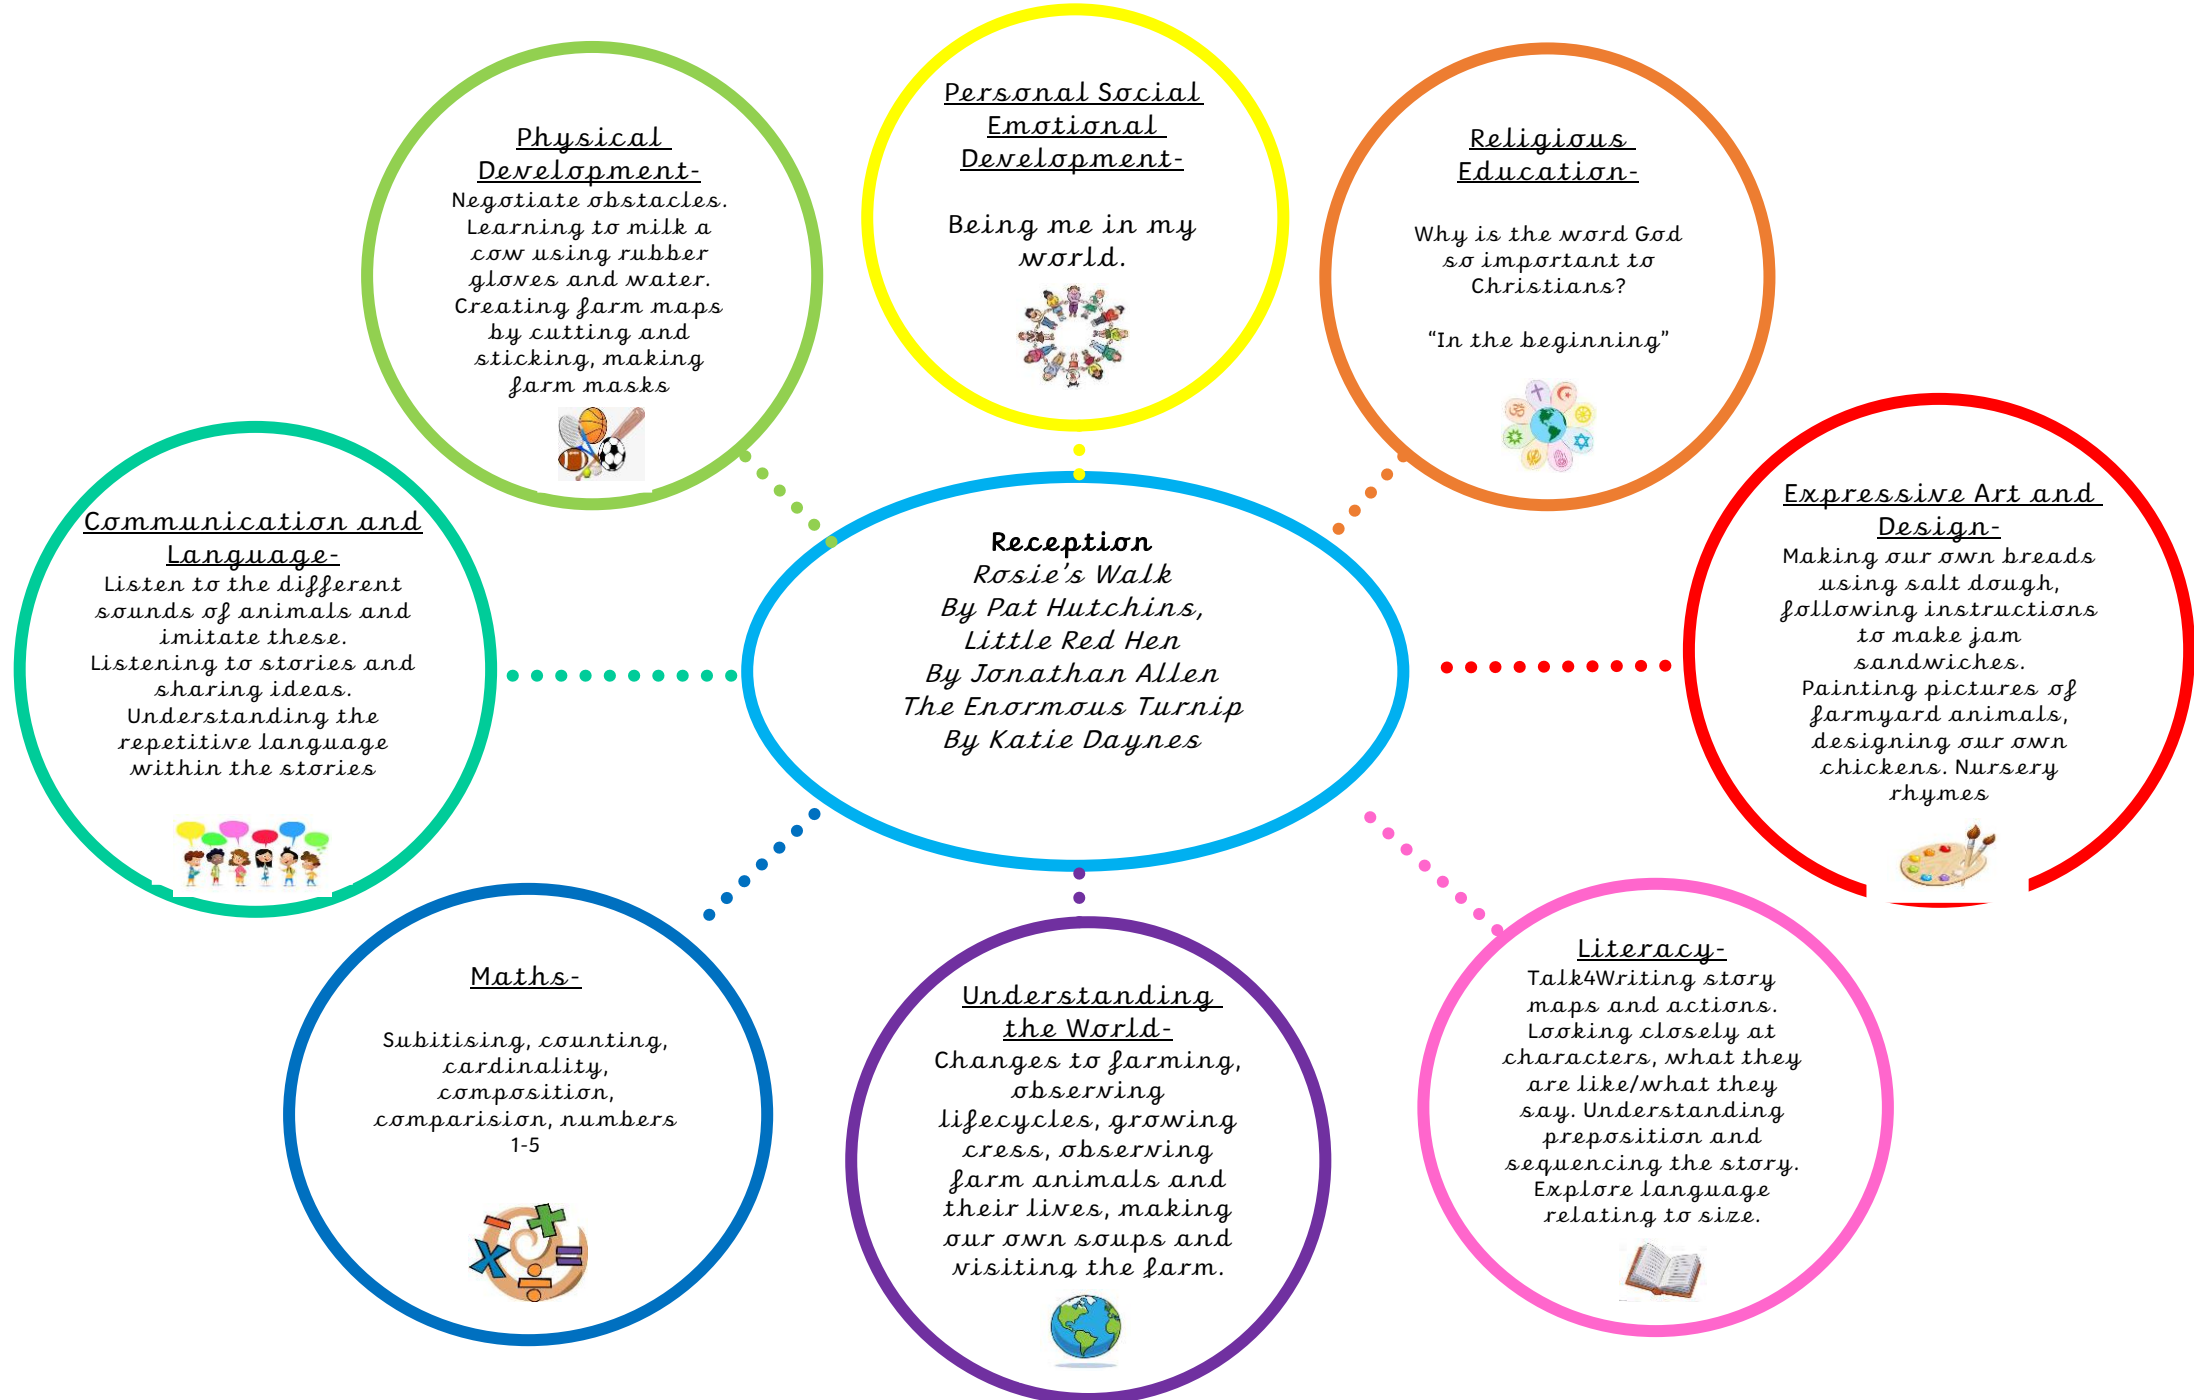 Personal Social
Emotional
Development-
Being me in my
world.
Physical
Development-
Negotiate obstacles.
Learning to milk a
cow using rubber
gloves and water.
Creating farm maps
by cutting and
sticking, making
farm masks
Religious
Education-
Why is the word God
so important to
Christians?
“In the beginning”
Communication and
Language-
Listen to the different
sounds of animals and
imitate these.
Listening to stories and
sharing ideas.
Understanding the
repetitive language
within the stories
Reception
Rosie’s Walk
By Pat Hutchins,
Little Red Hen
By Jonathan Allen
The Enormous Turnip
By Katie Daynes
Expressive Art and
Design-
Making our own breads
using salt dough,
following instructions
to make jam
sandwiches.
Painting pictures of
farmyard animals,
designing our own
chickens. Nursery
rhymes
Maths-
Subitising, counting,
cardinality,
composition,
comparision, numbers
1-5
Understanding
the World-
Changes to farming,
observing
lifecycles, growing
cress, observing
farm animals and
their lives, making
our own soups and
visiting the farm.
Literacy-
Talk4Writing story
maps and actions.
Looking closely at
characters, what they
are like/what they
say. Understanding
preposition and
sequencing the story.
Explore language
relating to size.